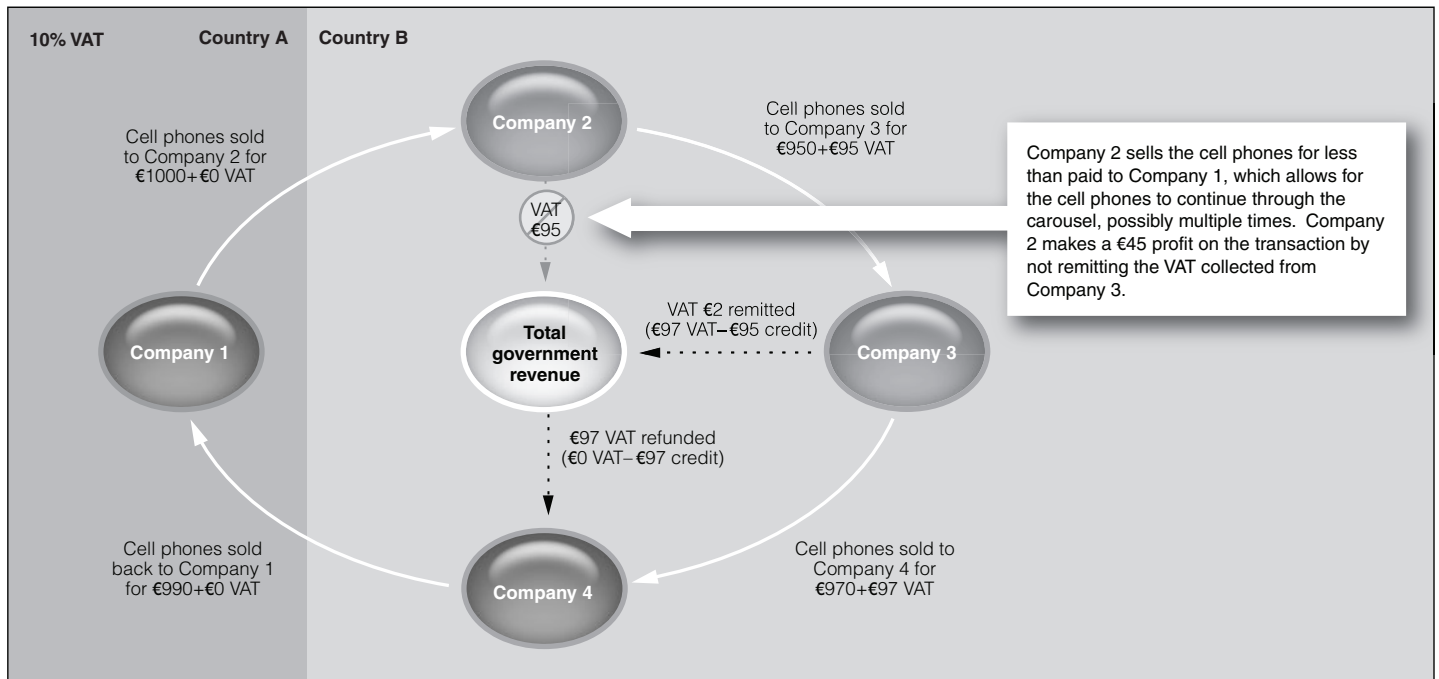 10% VAT
Country A
Country B
Company 2
Cell phones sold
to Company 2 for
€1000+€0 VAT
Cell phones sold
to Company 3 for
€950+€95 VAT
VAT
€95
Company 2 sells the cell phones for less
than paid to Company 1, which allows for
the cell phones to continue through the
carousel, possibly multiple times.  Company
2 makes a €45 profit on the transaction by
not remitting the VAT collected from
Company 3.
Company 1
Total
government
revenue
VAT €2 remitted
(€97 VAT–€95 credit)
Company 3
€97 VAT refunded
(€0 VAT–€97 credit)
Cell phones sold
back to Company 1
for €990+€0 VAT
Company 4
Cell phones sold to
Company 4 for
€970+€97 VAT